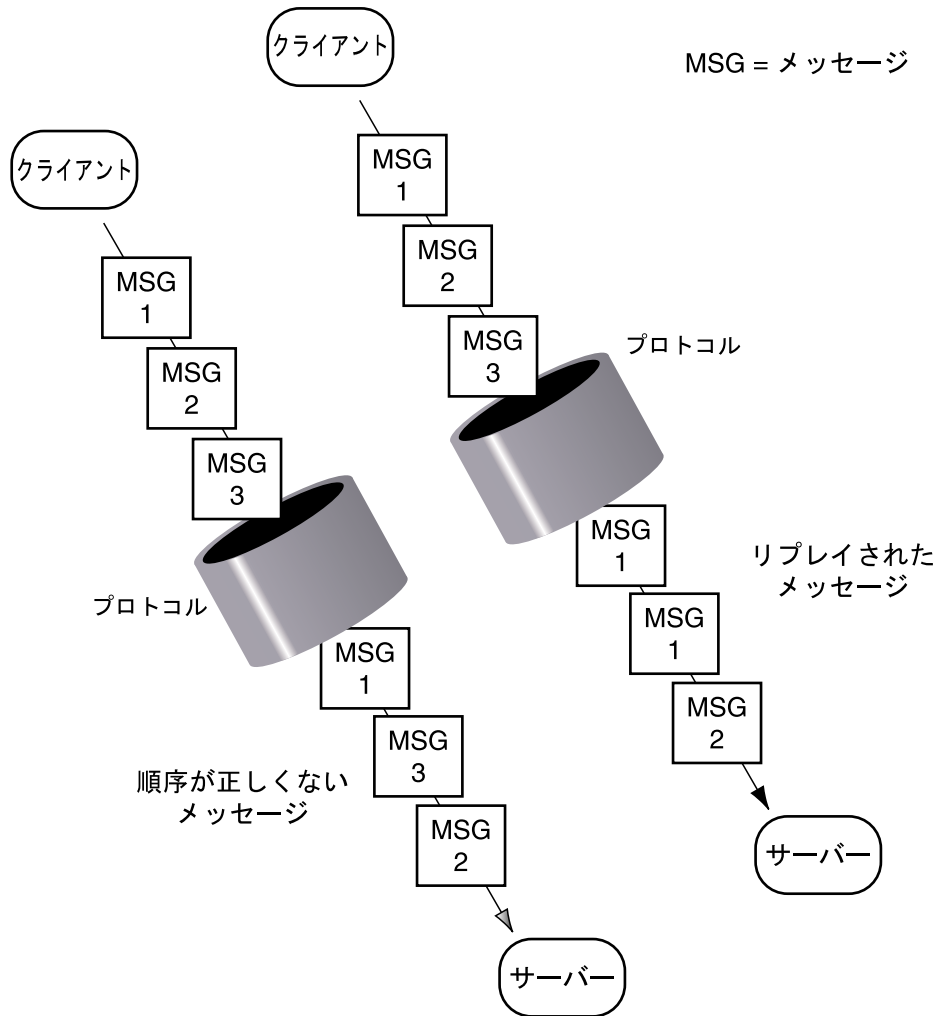 クライアント
MSG = メッセージ
クライアント
MSG
1
MSG
2
MSG
3
プロトコル
MSG
1
MSG
2
MSG
3
プロトコル
MSG
1
MSG
3
MSG
2
順序が正しくない
メッセージ
サーバー
MSG
1
MSG
1
MSG
2
リプレイされた
メッセージ
サーバー